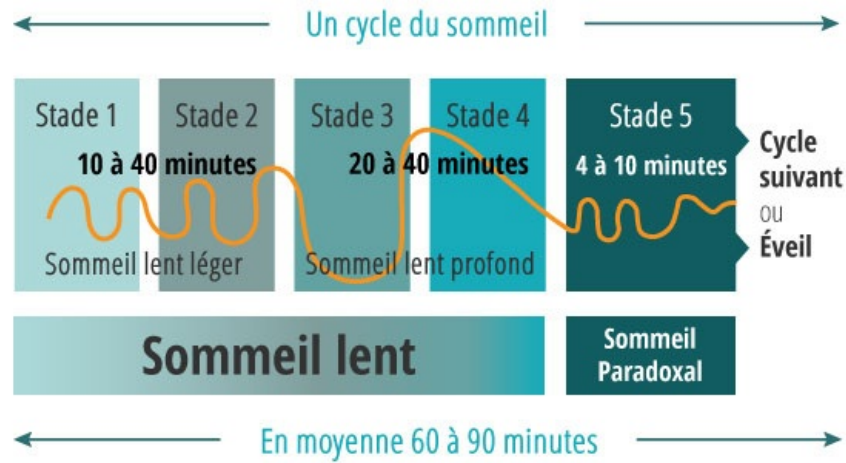 Un cycle du sommeil
Stade 1
Stade 2
Stade 3
Stade 4
Stade 5
10 à 40 minutes
20 à 40 minutes
4 à 10 minutes
Sommeil lent léger
Sommeil lent profond
Cycle
suivant
ou
Éveil
Sommeil lent
Sommeil
Paradoxal
En moyenne 60 à 90 minutes